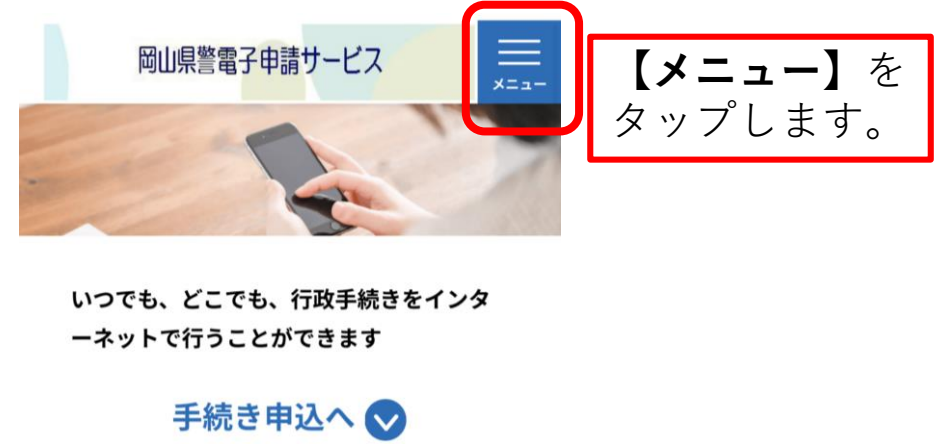 岡山県警電子申請サービス
メニュー
【メニュー】を
タップします。
いつでも、どこでも、行政手続きをインタ
ーネットで行うことができます
手続き申込へ